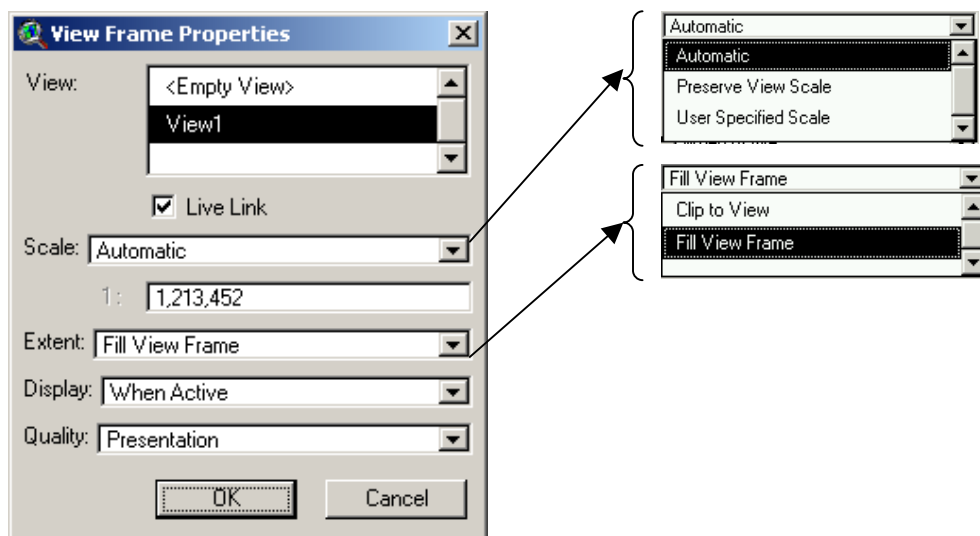 View Frame Properties
View:
<Empty View>
View1
Live Link
Scale: Automatic
1: 1,213,452
Extent: Fill View Frame
Display: When Active
Quality: Presentation
OK
Cancel
Automatic
Automatic
Preserve View Scale
User Specified Scale
Fill View Frame
Clip to View
Fill View Frame